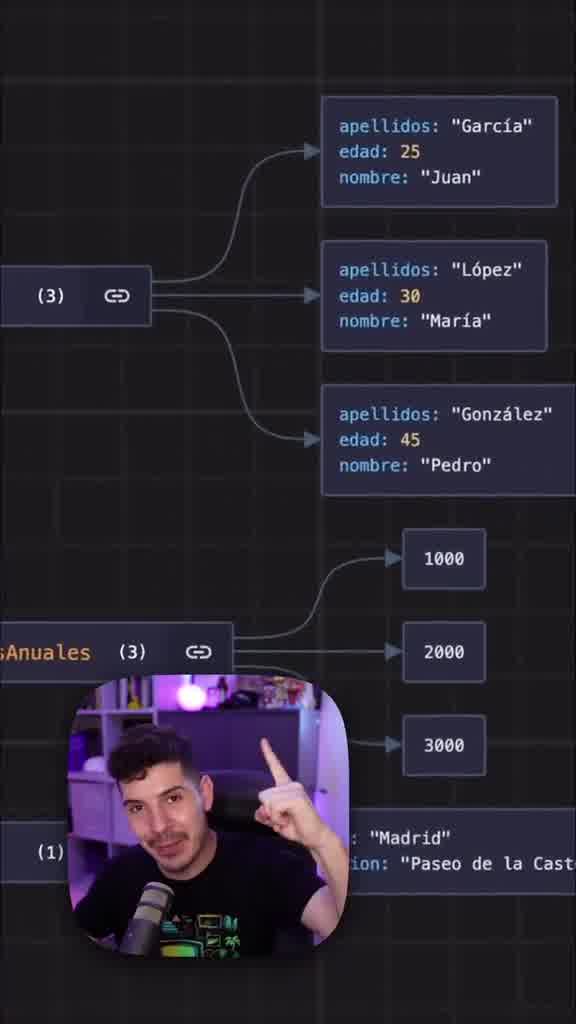 apellidos: "García"
edad: 25
nombre: "Juan"
(3)
apellidos: "López"
edad: 30
nombre: "María"
apellidos: "González"
edad: 45
nombre: "Pedro"
1000
sAnuales (3)
2000
3000
(1)
: "Madrid"
ion: "Paseo de la Cast